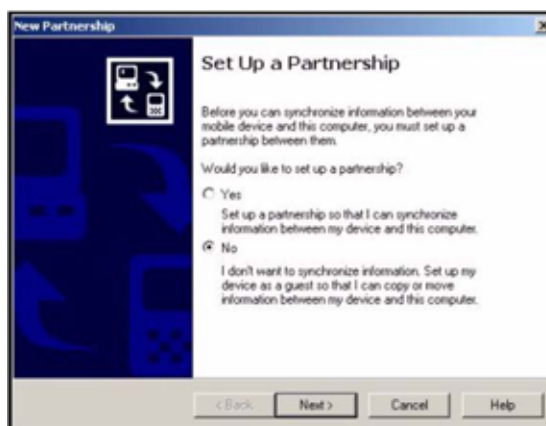 New Partnership
Set Up a Partnership
Before you can synchronize information between your
mobile device and this computer, you must set up a
partnership between them.
Would you like to set up a partnership?
Yes
Set up a partnership so that I can synchronize
information between my device and this computer.
No
I don't want to synchronize information. Set up my
device as a guest so that I can copy or move
information between my device and this computer.
< Back
Next >
Cancel
Help